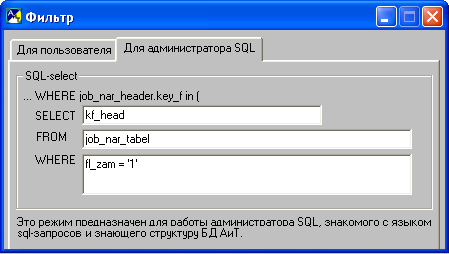 Фильтр
Для пользователя
Для администратора SQL
SQL-select
... WHERE job_nar_header.key_f in (
SELECT kf_head
FROM job_nar_tabel
WHERE fl_zam = '1'
Это режим предназначен для работы администратора SQL, знакомого с языком
sql-запросов и знающего структуру БД АиТ.